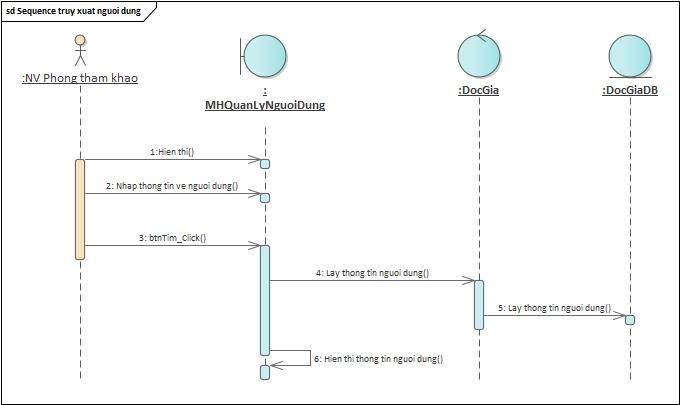 sd Sequence truy xuat nguoi dung
:NV Phong tham khao
:
MHQuanLyNguoiDung
:DocGia
:DocGiaDB
1:Hien thi()
2: Nhap thong tin ve nguoi dung()
3: btnTim_Click()
4: Lay thong tin nguoi dung()
5: Lay thong tin nguoi dung()
6: Hien thi thong tin nguoi dung()